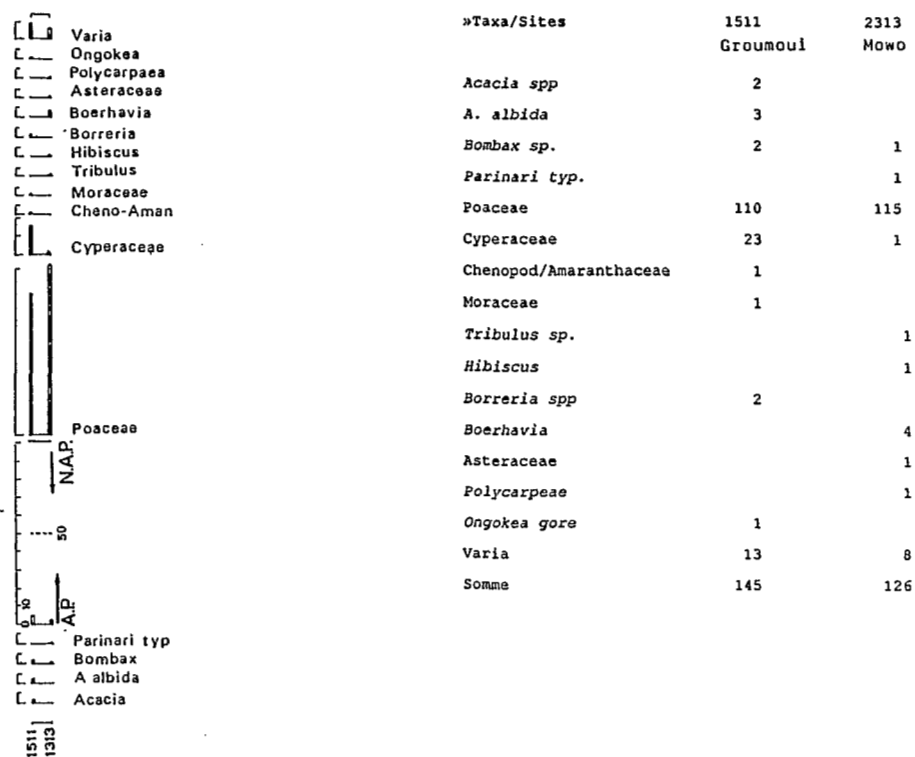 Varia
Ongokea
Polycarpaea
Asteraceae
Boerhavia
Borreria
Hibiscus
Tribulus
Moraceae
Cheno-Aman
Cyperaceae
Poaceae
N.A.P.
50
10
0
A.P.
Parinari typ
Bombax
A albida
Acacia
1511
1313
»Taxa/Sites 1511 2313
Groumoui Mowo
Acacia spp 2
A. albida 3
Bombax sp. 2 1
Parinari typ. 1
Poaceae 110 115
Cyperaceae 23 1
Chenopod/Amaranthaceae 1
Moraceae 1
Tribulus sp. 1
Hibiscus 1
Borreria spp 2
Boerhavia 4
Asteraceae 1
Polycarpeae 1
Ongokea gore 1
Varia 13 8
Somme 145 126